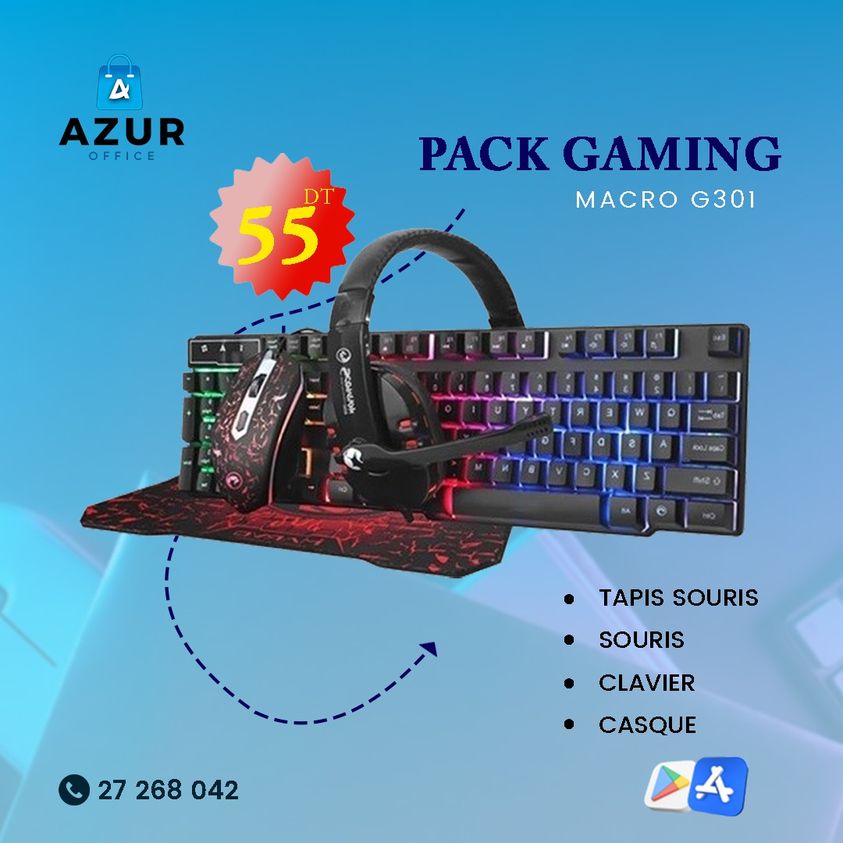 AZUR
OFFICE
PACK GAMING
MACRO G301
55 DT
TAPIS SOURIS
SOURIS
CLAVIER
CASQUE
27 268 042